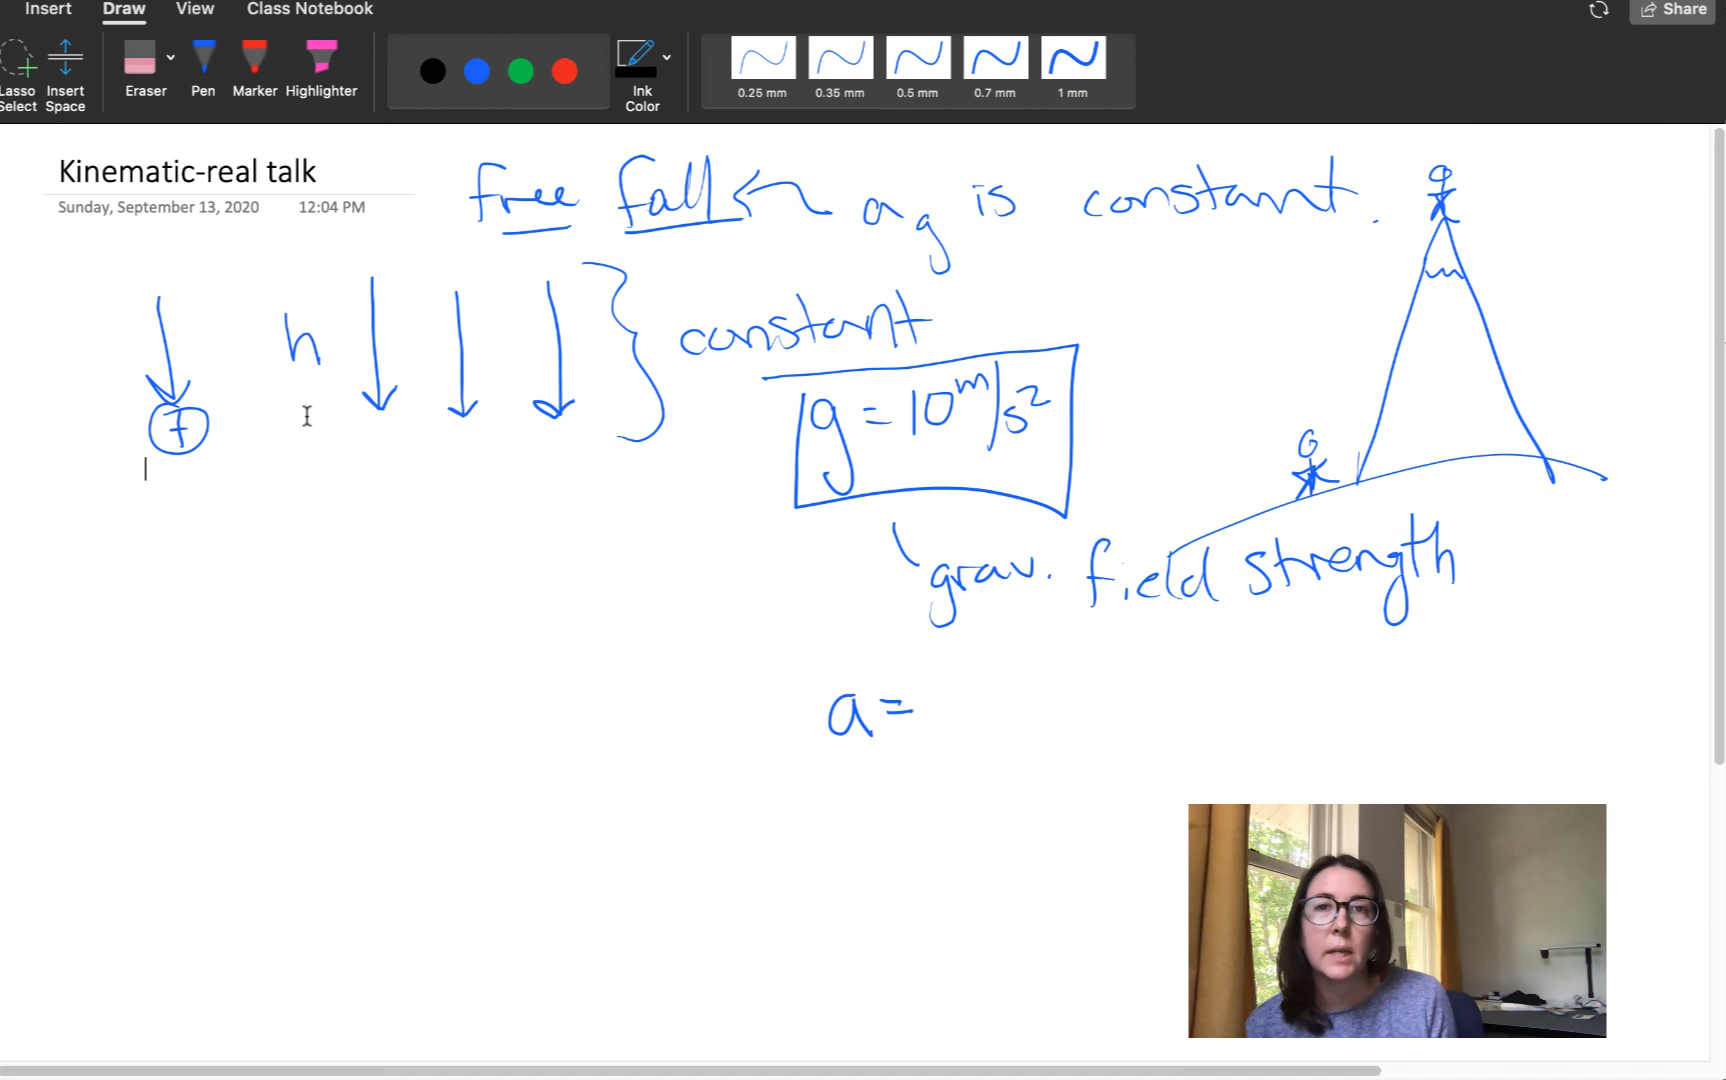 Insert Draw View Class Notebook Share
Lasso Select
Insert Space
Eraser
Pen
Marker
Highlighter
Ink Color
0.25 mm
0.35 mm
0.5 mm
0.7 mm
1 mm
Kinematic-real talk
Sunday, September 13, 2020 12:04 PM
free fall ← a_g is constant.
h
constant
g = 10 m/s²
grav. field strength
a =